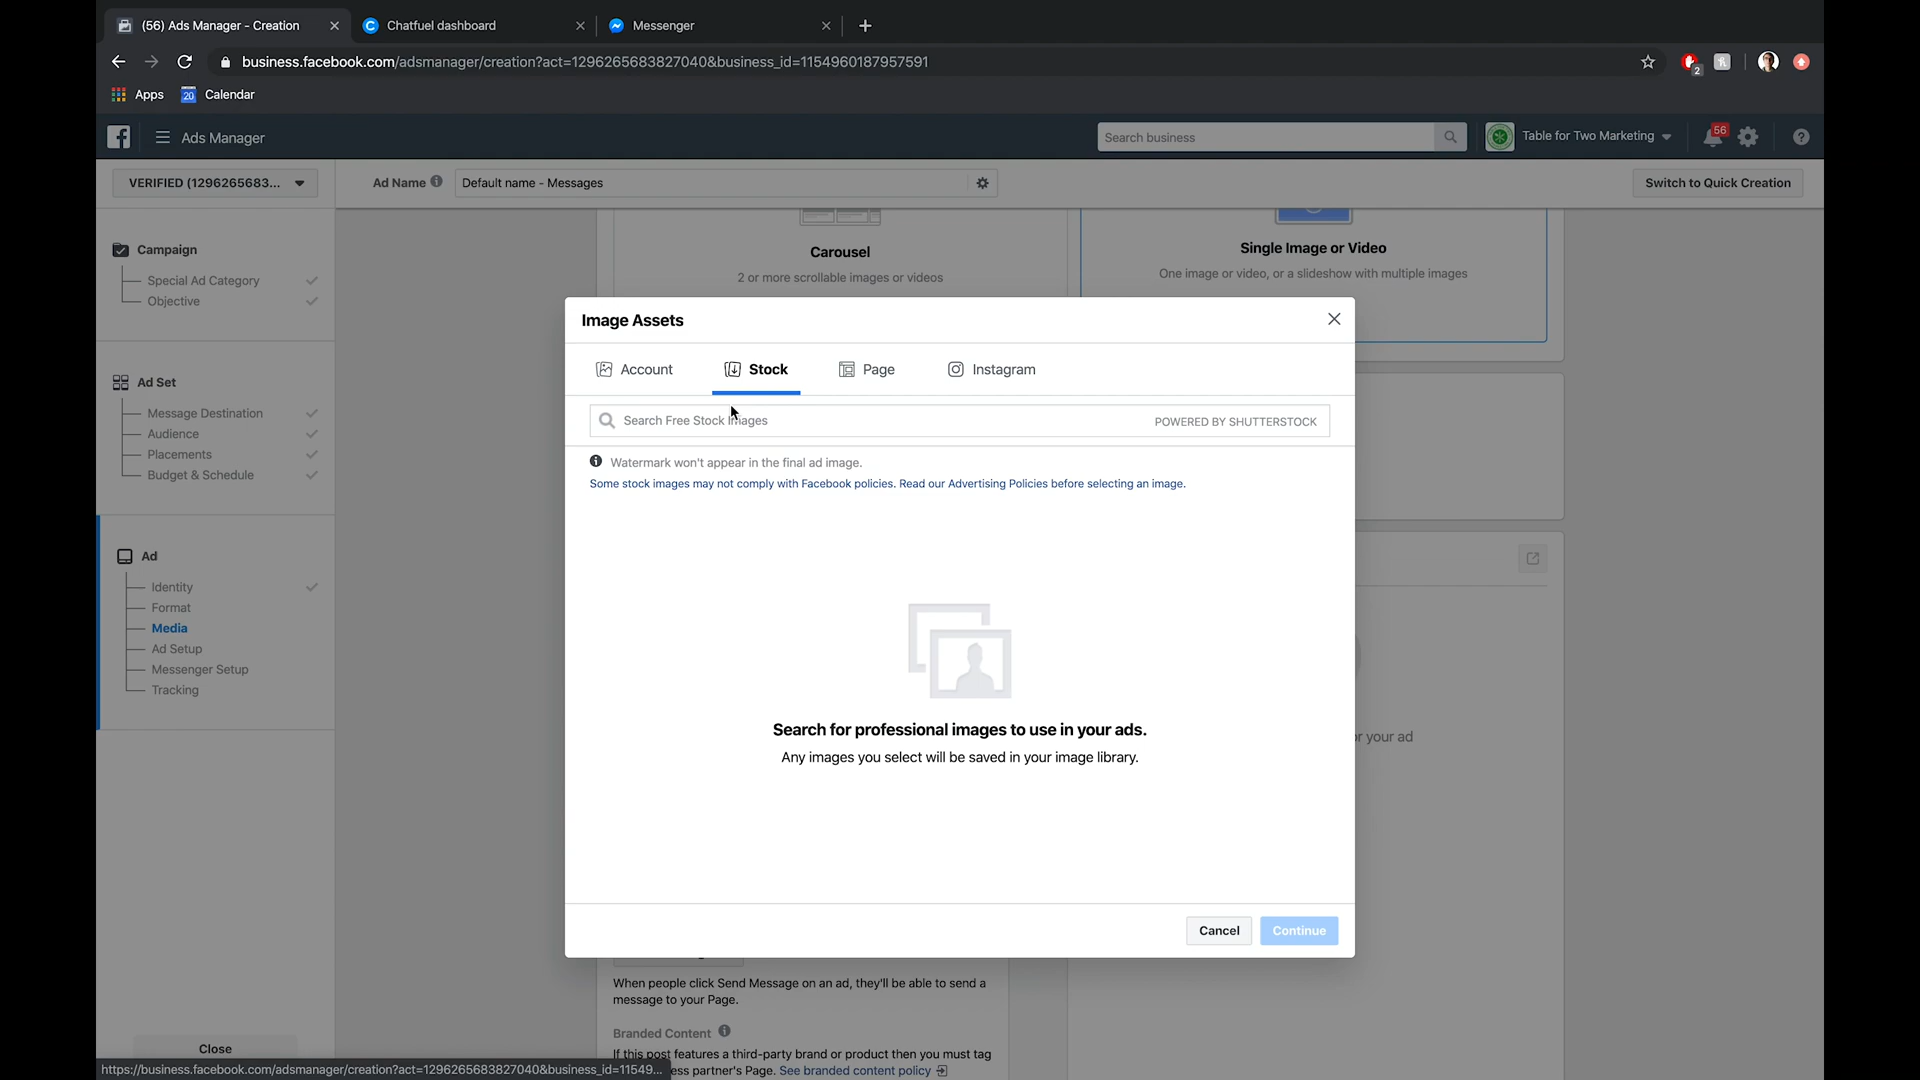 (56) Ads Manager - Creation
Chatfuel dashboard
Messenger
business.facebook.com/adsmanager/creation?act=1296265683827040&business_id=1154960187957591
2
Apps
20
Calendar
Ads Manager
Search business
Table for Two Marketing
56
VERIFIED (1296265683...
Ad Name
Default name - Messages
Switch to Quick Creation
Campaign
Special Ad Category
Objective
Ad Set
Message Destination
Audience
Placements
Budget & Schedule
Ad
Identity
Format
Media
Ad Setup
Messenger Setup
Tracking
Close
Carousel
2 or more scrollable images or videos
Single Image or Video
One image or video, or a slideshow with multiple images
Image Assets
Account
Stock
Page
Instagram
Search Free Stock Images
POWERED BY SHUTTERSTOCK
Watermark won't appear in the final ad image.
Some stock images may not comply with Facebook policies. Read our Advertising Policies before selecting an image.
Search for professional images to use in your ads.
Any images you select will be saved in your image library.
your ad
Cancel
Continue
When people click Send Message on an ad, they'll be able to send a
message to your Page.
Branded Content
If this post features a third-party brand or product then you must tag
ess partner's Page. See branded content policy
https://business.facebook.com/adsmanager/creation?act=1296265683827040&business_id=11549...